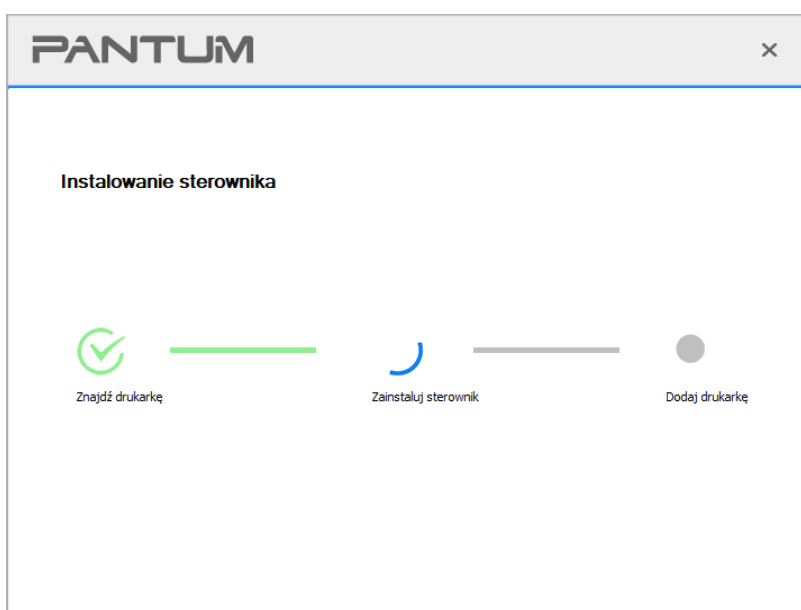 PANTUM
Instalowanie sterownika
Znajdź drukarkę
Zainstaluj sterownik
Dodaj drukarkę